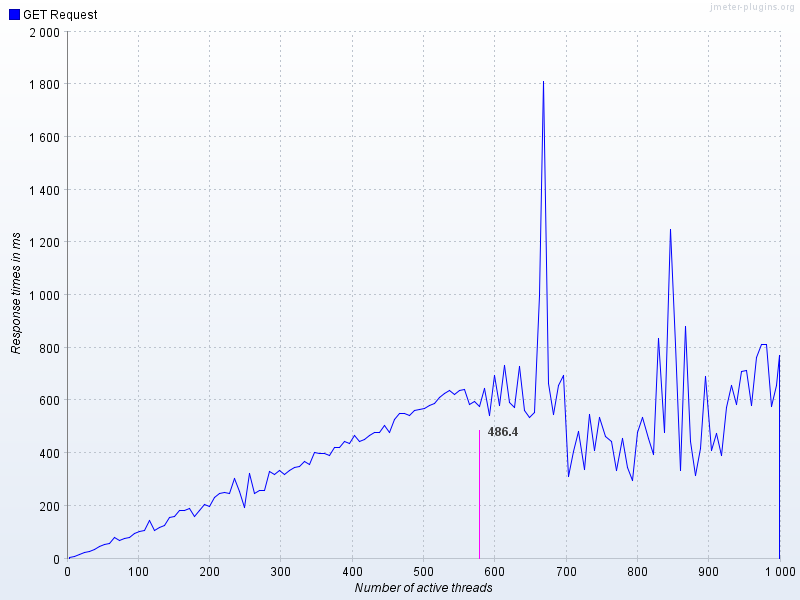 jmeter-plugins.org
GET Request
2 000
1 800
1 600
1 400
1 200
1 000
800
600
400
200
0
Response times in ms
486.4
0 100 200 300 400 500 600 700 800 900 1 000
Number of active threads